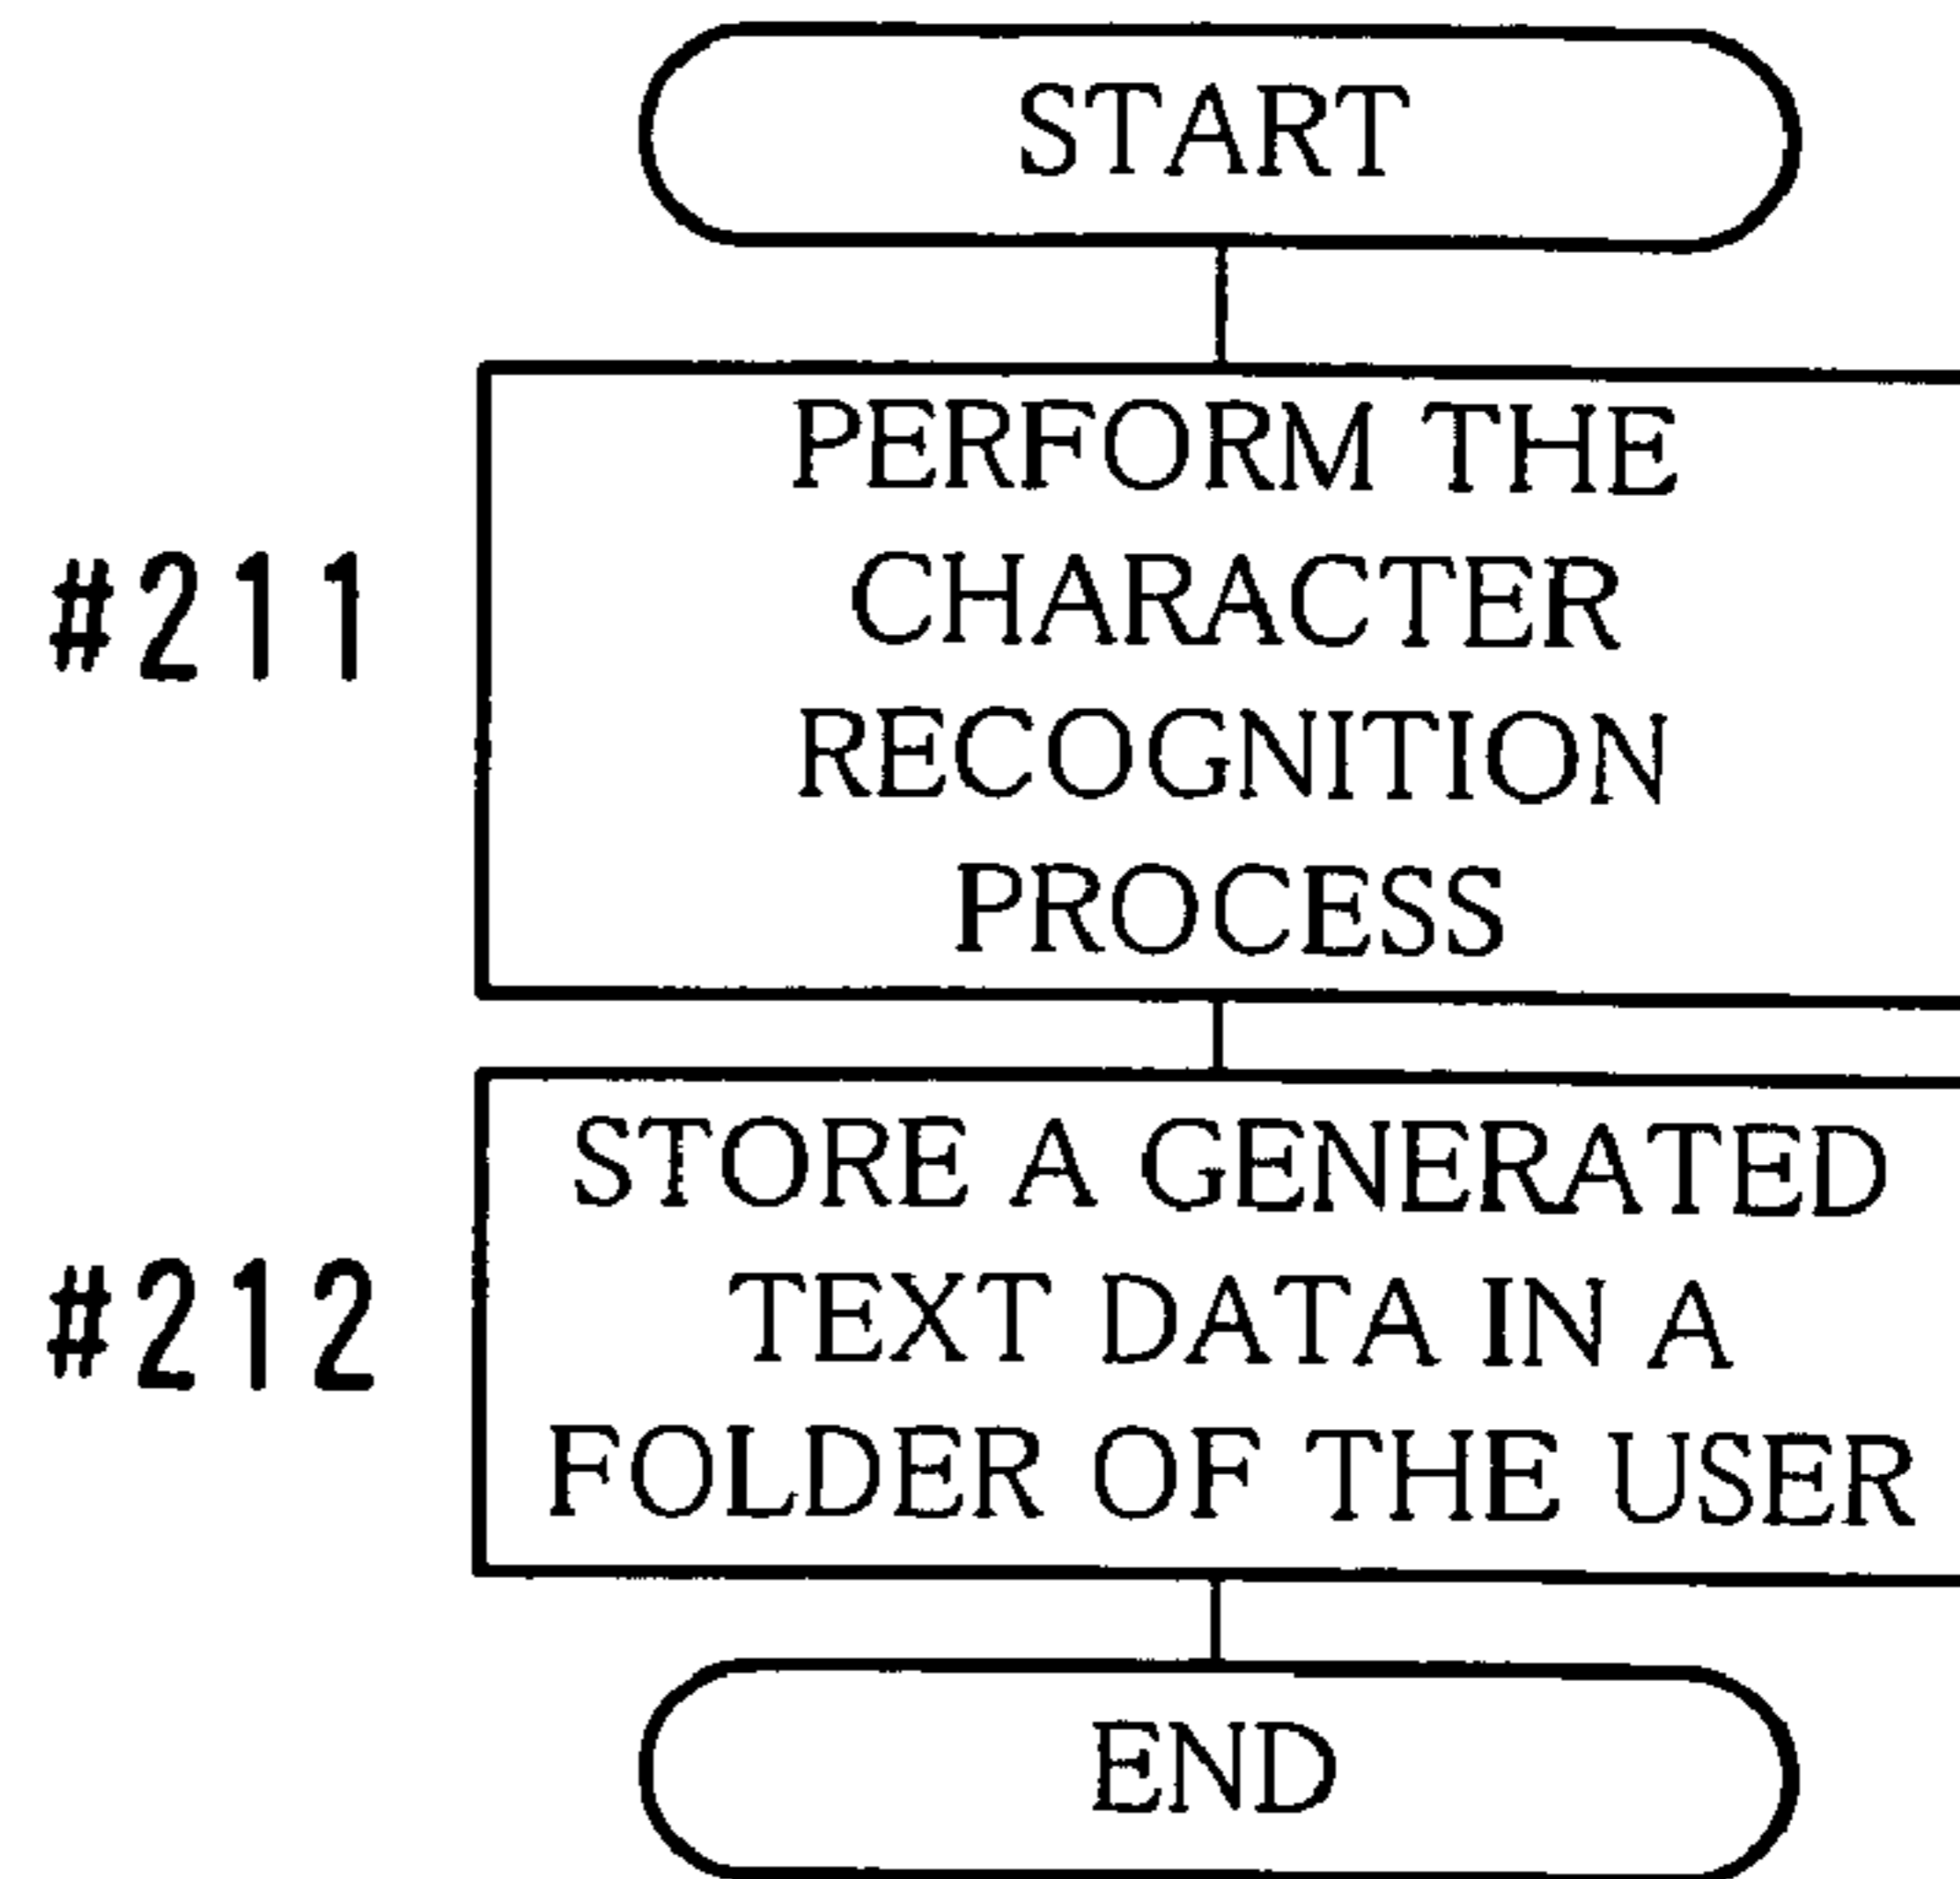 START
PERFORM THE
CHARACTER
#211
RECOGNITION
PROCESS
STORE A GENERATED
#212
TEXT DATA IN A
FOLDER OF THE USER
END